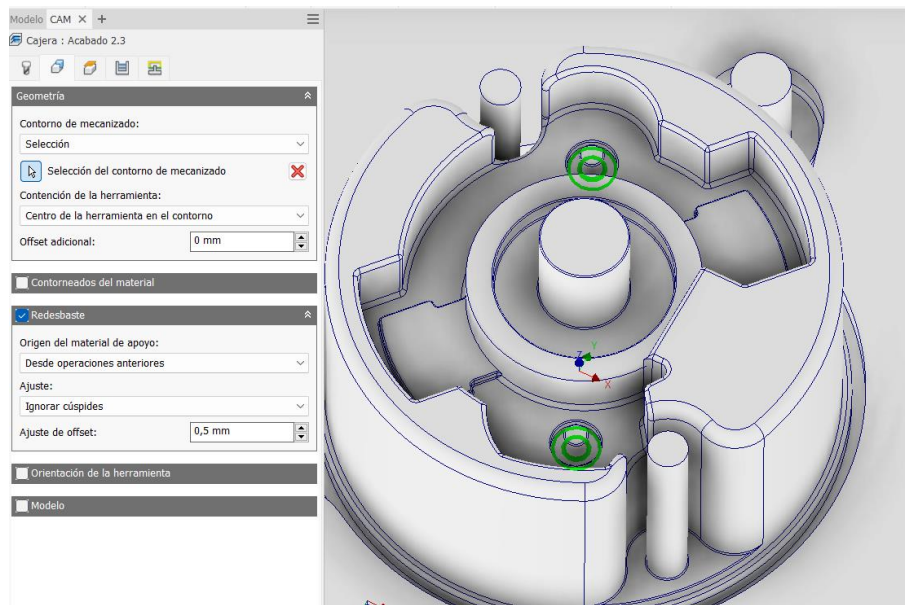 Modelo CAM × +
Cajera : Acabado 2.3
Geometría
Contorno de mecanizado:
Selección
Selección del contorno de mecanizado
Contención de la herramienta:
Centro de la herramienta en el contorno
Offset adicional: 0 mm
Contorneados del material
Redesbaste
Origen del material de apoyo:
Desde operaciones anteriores
Ajuste:
Ignorar cúspides
Ajuste de offset: 0,5 mm
Orientación de la herramienta
Modelo
Z Y
X